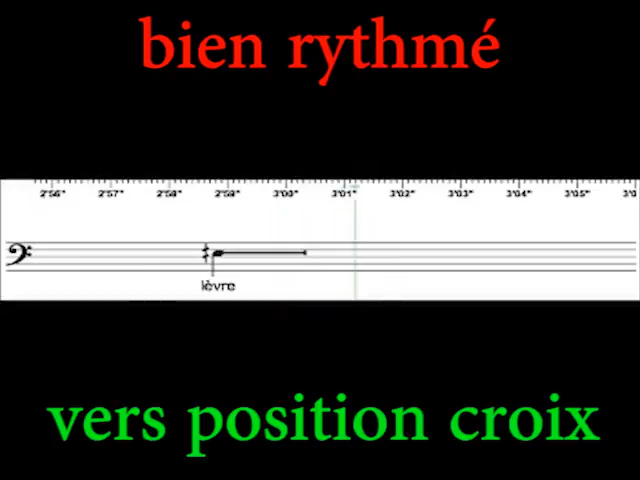 bien rythmé
2'56" 2'57" 2'58" 2'59" 3'00" 3'01" 3'02" 3'03" 3'04" 3'05"
lèvre
vers position croix